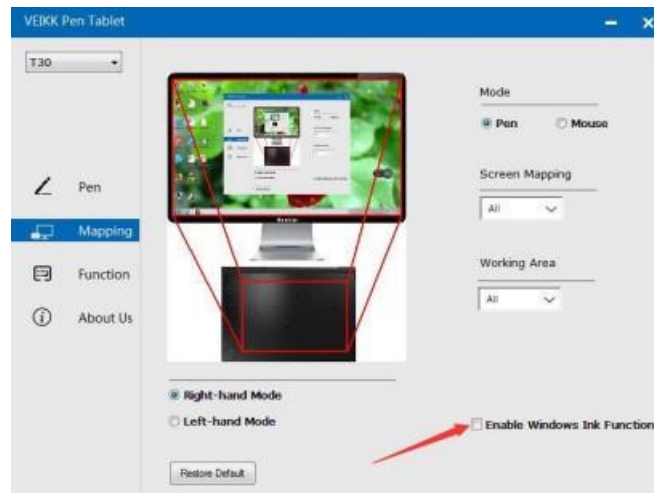 VEIKK Pen Tablet
T30
Pen
Mapping
Function
About Us
Mode
Pen
Mouse
Screen Mapping
All
Working Area
All
Right-hand Mode
Left-hand Mode
Enable Windows Ink Function
Restore Default